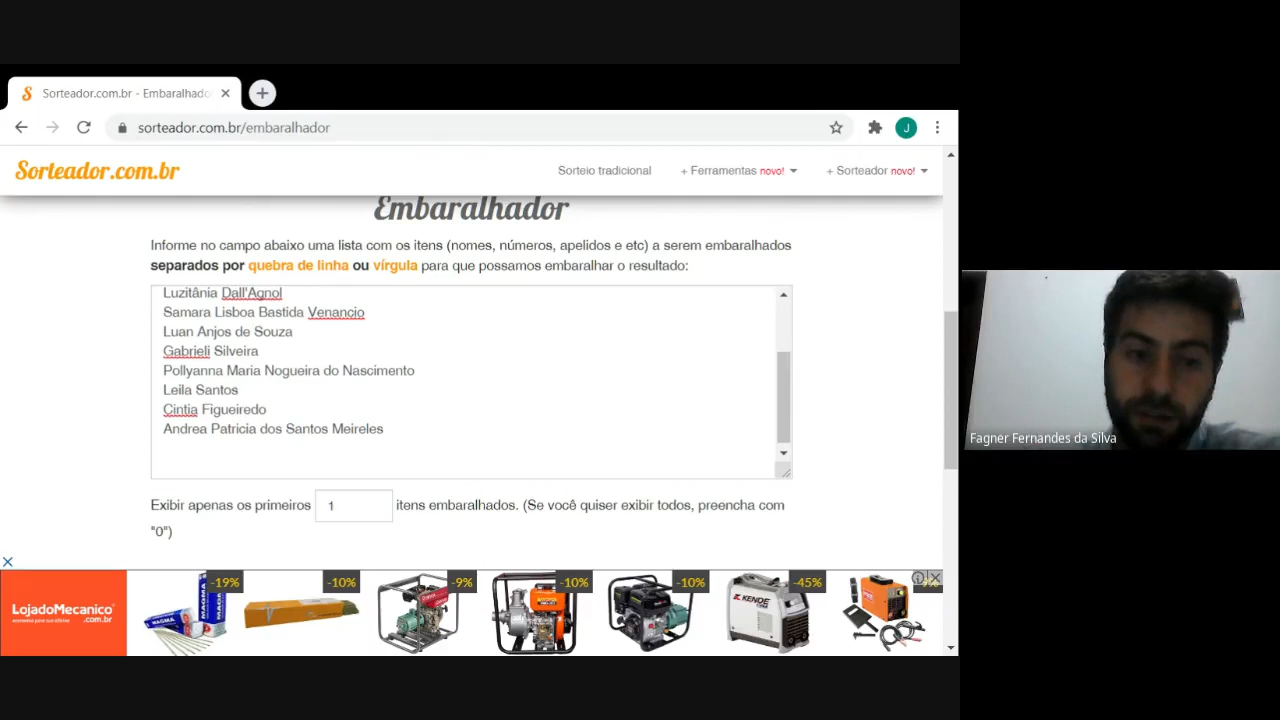 Sorteador.com.br - Embaralhado
sorteador.com.br/embaralhador
J
Sorteador.com.br
Sorteio tradicional
+ Ferramentas novo!
+ Sorteador novo!
Embaralhador
Informe no campo abaixo uma lista com os itens (nomes, números, apelidos e etc) a serem embaralhados
separados por quebra de linha ou vírgula para que possamos embaralhar o resultado:
Luzitânia Dall'Agnol
Samara Lisboa Bastida Venancio
Luan Anjos de Souza
Gabrieli Silveira
Pollyanna Maria Nogueira do Nascimento
Leila Santos
Cintia Figueiredo
Andrea Patricia dos Santos Meireles
Exibir apenas os primeiros 1 itens embaralhados. (Se você quiser exibir todos, preencha com
"0")
Fagner Fernandes da Silva
-19%
-10%
-9%
-10%
-10%
-45%
LojadoMecanico
.com.br
MAGMA
KENDE